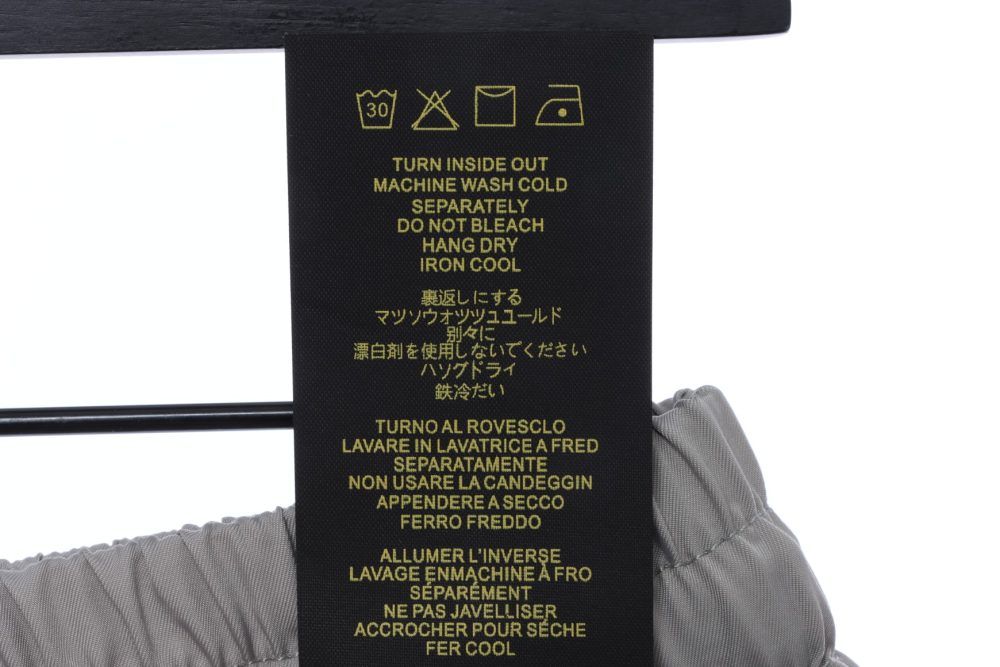 30
TURN INSIDE OUT
MACHINE WASH COLD
SEPARATELY
DO NOT BLEACH
HANG DRY
IRON COOL
裏返しにする
マツソウォツツユユールド
別々に
漂白剤を使用しないでください
ハソグドライ
鉄冷だい
TURNO AL ROVESCLO
LAVARE IN LAVATRICE A FRED
SEPARATAMENTE
NON USARE LA CANDEGGIN
APPENDERE A SECCO
FERRO FREDDO
ALLUMER L'INVERSE
LAVAGE ENMACHINE À FRO
SÉPARÉMENT
NE PAS JAVELLISER
ACCROCHER POUR SÈCHE
FER COOL